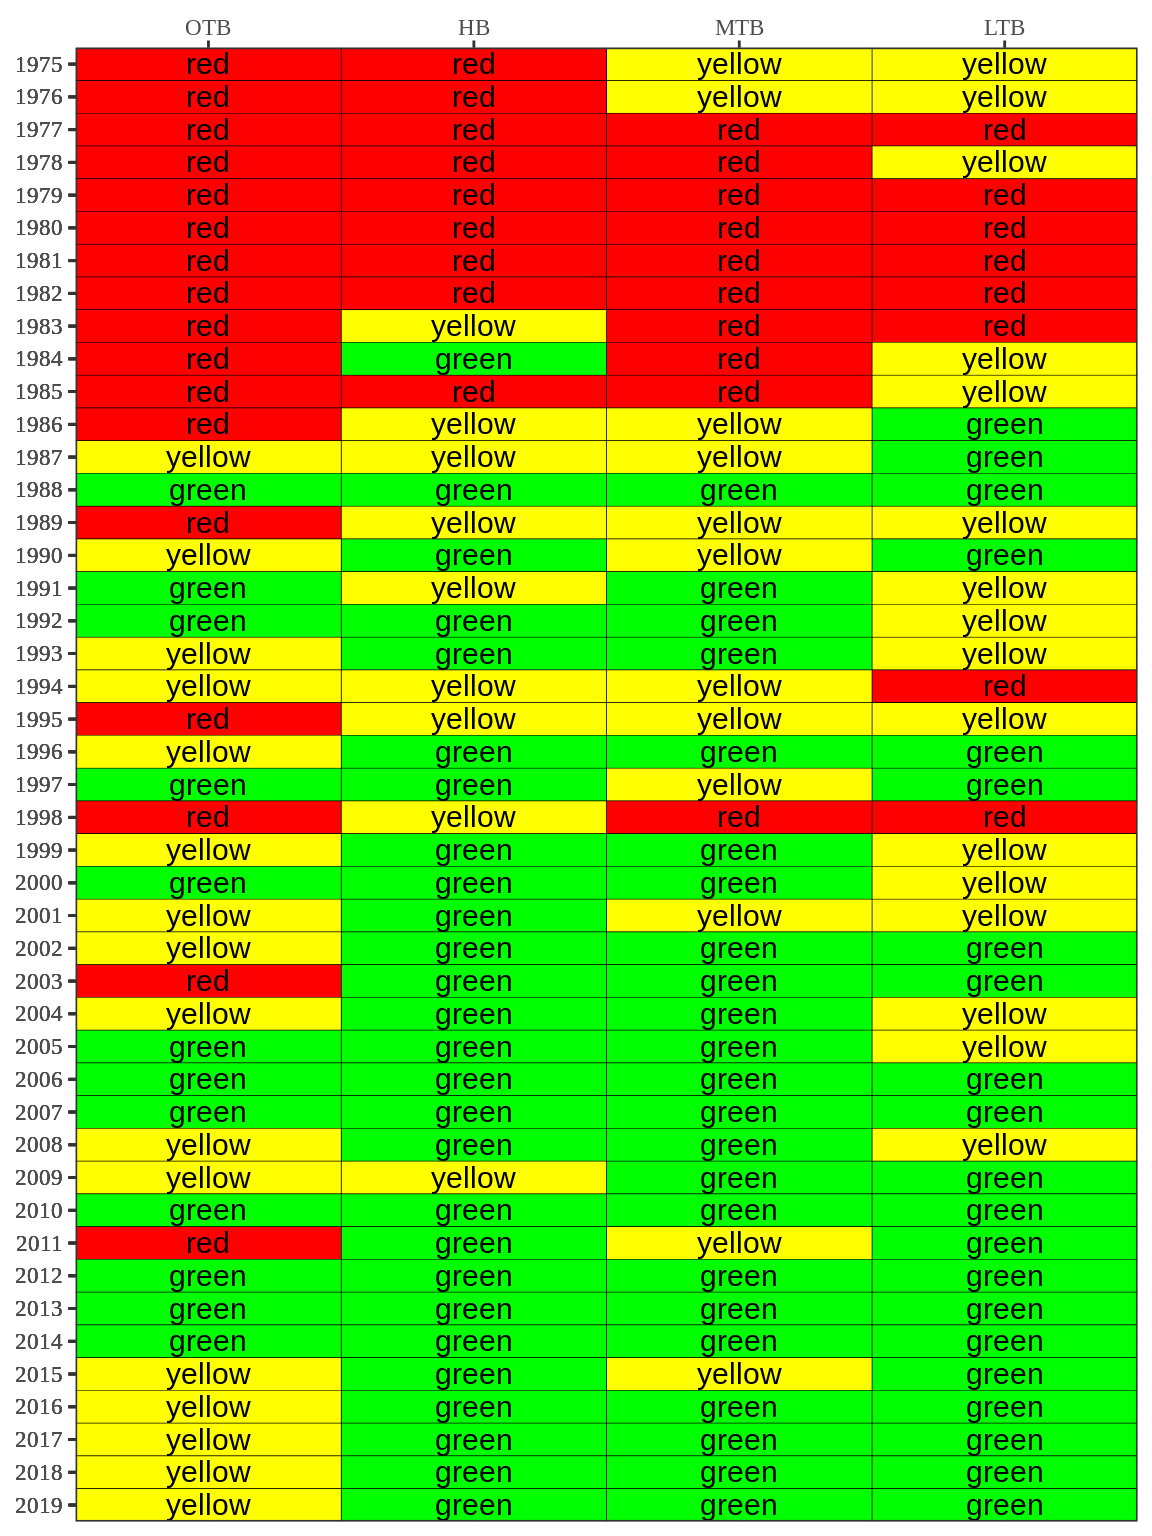 OTB HB MTB LTB
1975 red red yellow yellow
1976 red red yellow yellow
1977 red red red red
1978 red red red yellow
1979 red red red red
1980 red red red red
1981 red red red red
1982 red red red red
1983 red yellow red red
1984 red green red yellow
1985 red red red yellow
1986 red yellow yellow green
1987 yellow yellow yellow green
1988 green green green green
1989 red yellow yellow yellow
1990 yellow green yellow green
1991 green yellow green yellow
1992 green green green yellow
1993 yellow green green yellow
1994 yellow yellow yellow red
1995 red yellow yellow yellow
1996 yellow green green green
1997 green green yellow green
1998 red yellow red red
1999 yellow green green yellow
2000 green green green yellow
2001 yellow green yellow yellow
2002 yellow green green green
2003 red green green green
2004 yellow green green yellow
2005 green green green yellow
2006 green green green green
2007 green green green green
2008 yellow green green yellow
2009 yellow yellow green green
2010 green green green green
2011 red green yellow green
2012 green green green green
2013 green green green green
2014 green green green green
2015 yellow green yellow green
2016 yellow green green green
2017 yellow green green green
2018 yellow green green green
2019 yellow green green green